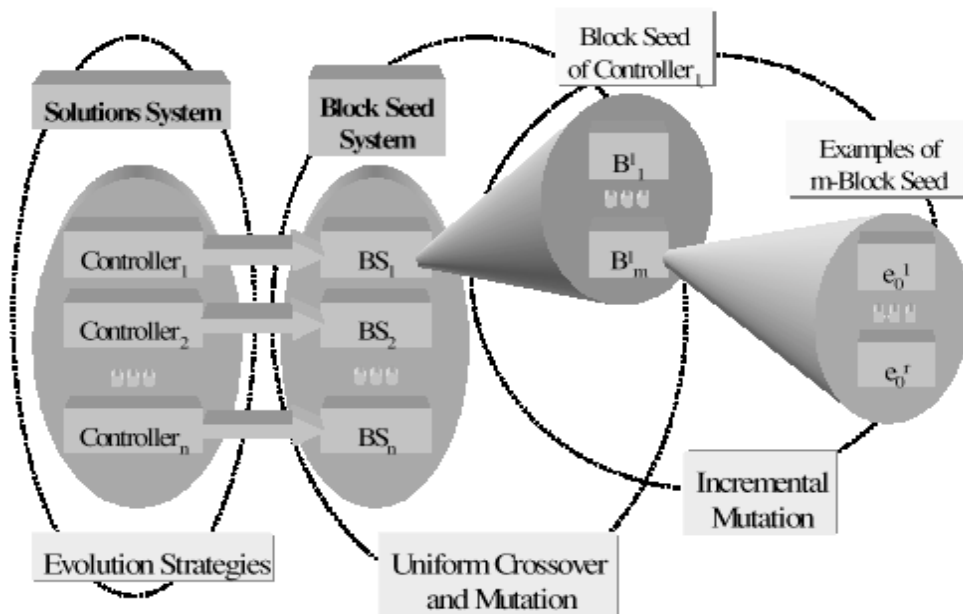 Solutions System
Controller₁
Controller₂
Controllerₙ
Evolution Strategies
Block Seed
System
BS₁
BS₂
BSₙ
Uniform Crossover
and Mutation
Block Seed
of Controller₁
B¹₁
B¹ₘ
Examples of
m-Block Seed
e₀¹
e₀ʳ
Incremental
Mutation